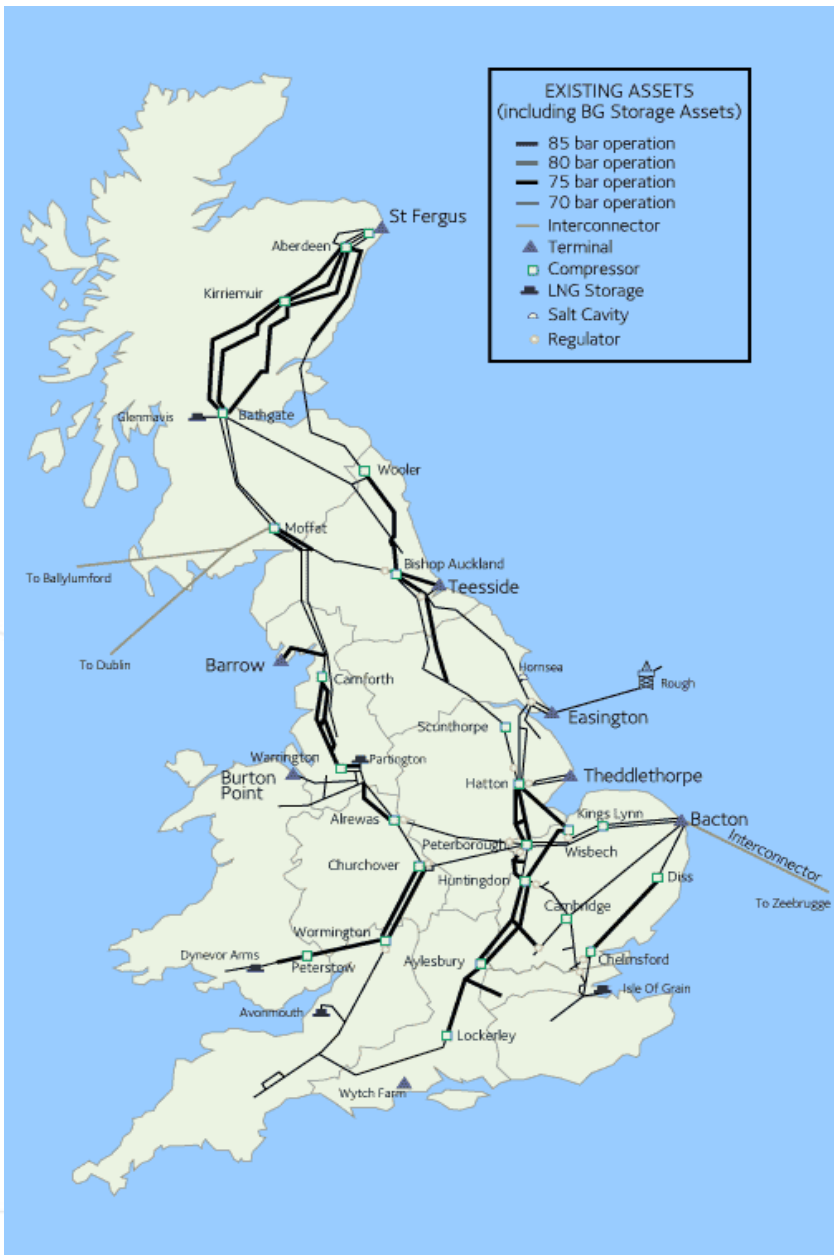 EXISTING ASSETS
(including BG Storage Assets)
85 bar operation
80 bar operation
75 bar operation
70 bar operation
Interconnector
Terminal
Compressor
LNG Storage
Salt Cavity
Regulator
St Fergus
Aberdeen
Kirriemuir
Glenmavis
Bathgate
Wooler
Moffat
Bishop Auckland
To Ballylumford
Teesside
To Dublin
Barrow
Hornsea
Carnforth
Rough
Easington
Scunthorpe
Warrington
Partington
Burton
Point
Hatton
Theddlethorpe
Kings Lynn
Alrewas
Bacton
Peterborough
Wisbech
Interconnector
Churchover
Huntingdon
Diss
To Zeebrugge
Cambridge
Wormington
Dynevor Arms
Peterstow
Aylesbury
Chelmsford
Isle Of Grain
Avonmouth
Lockerley
Wytch Farm